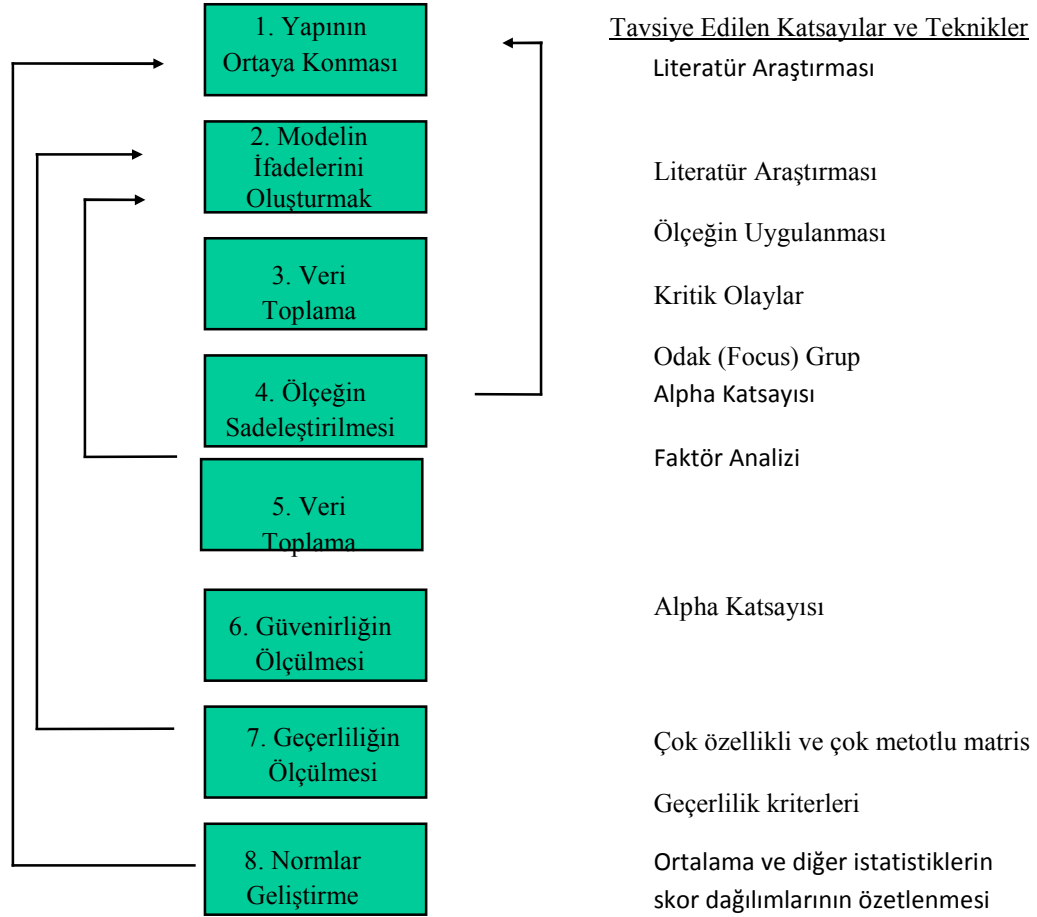 1. Yapının
Ortaya Konması
Tavsiye Edilen Katsayılar ve Teknikler
Literatür Araştırması
2. Modelin
İfadelerini
Oluşturmak
Literatür Araştırması
Ölçeğin Uygulanması
3. Veri
Toplama
Kritik Olaylar
Odak (Focus) Grup
4. Ölçeğin
Sadeleştirilmesi
Alpha Katsayısı
Faktör Analizi
5. Veri
Toplama
6. Güvenirliğin
Ölçülmesi
Alpha Katsayısı
7. Geçerliliğin
Ölçülmesi
Çok özellikli ve çok metotlu matris
Geçerlilik kriterleri
8. Normlar
Geliştirme
Ortalama ve diğer istatistiklerin
skor dağılımlarının özetlenmesi